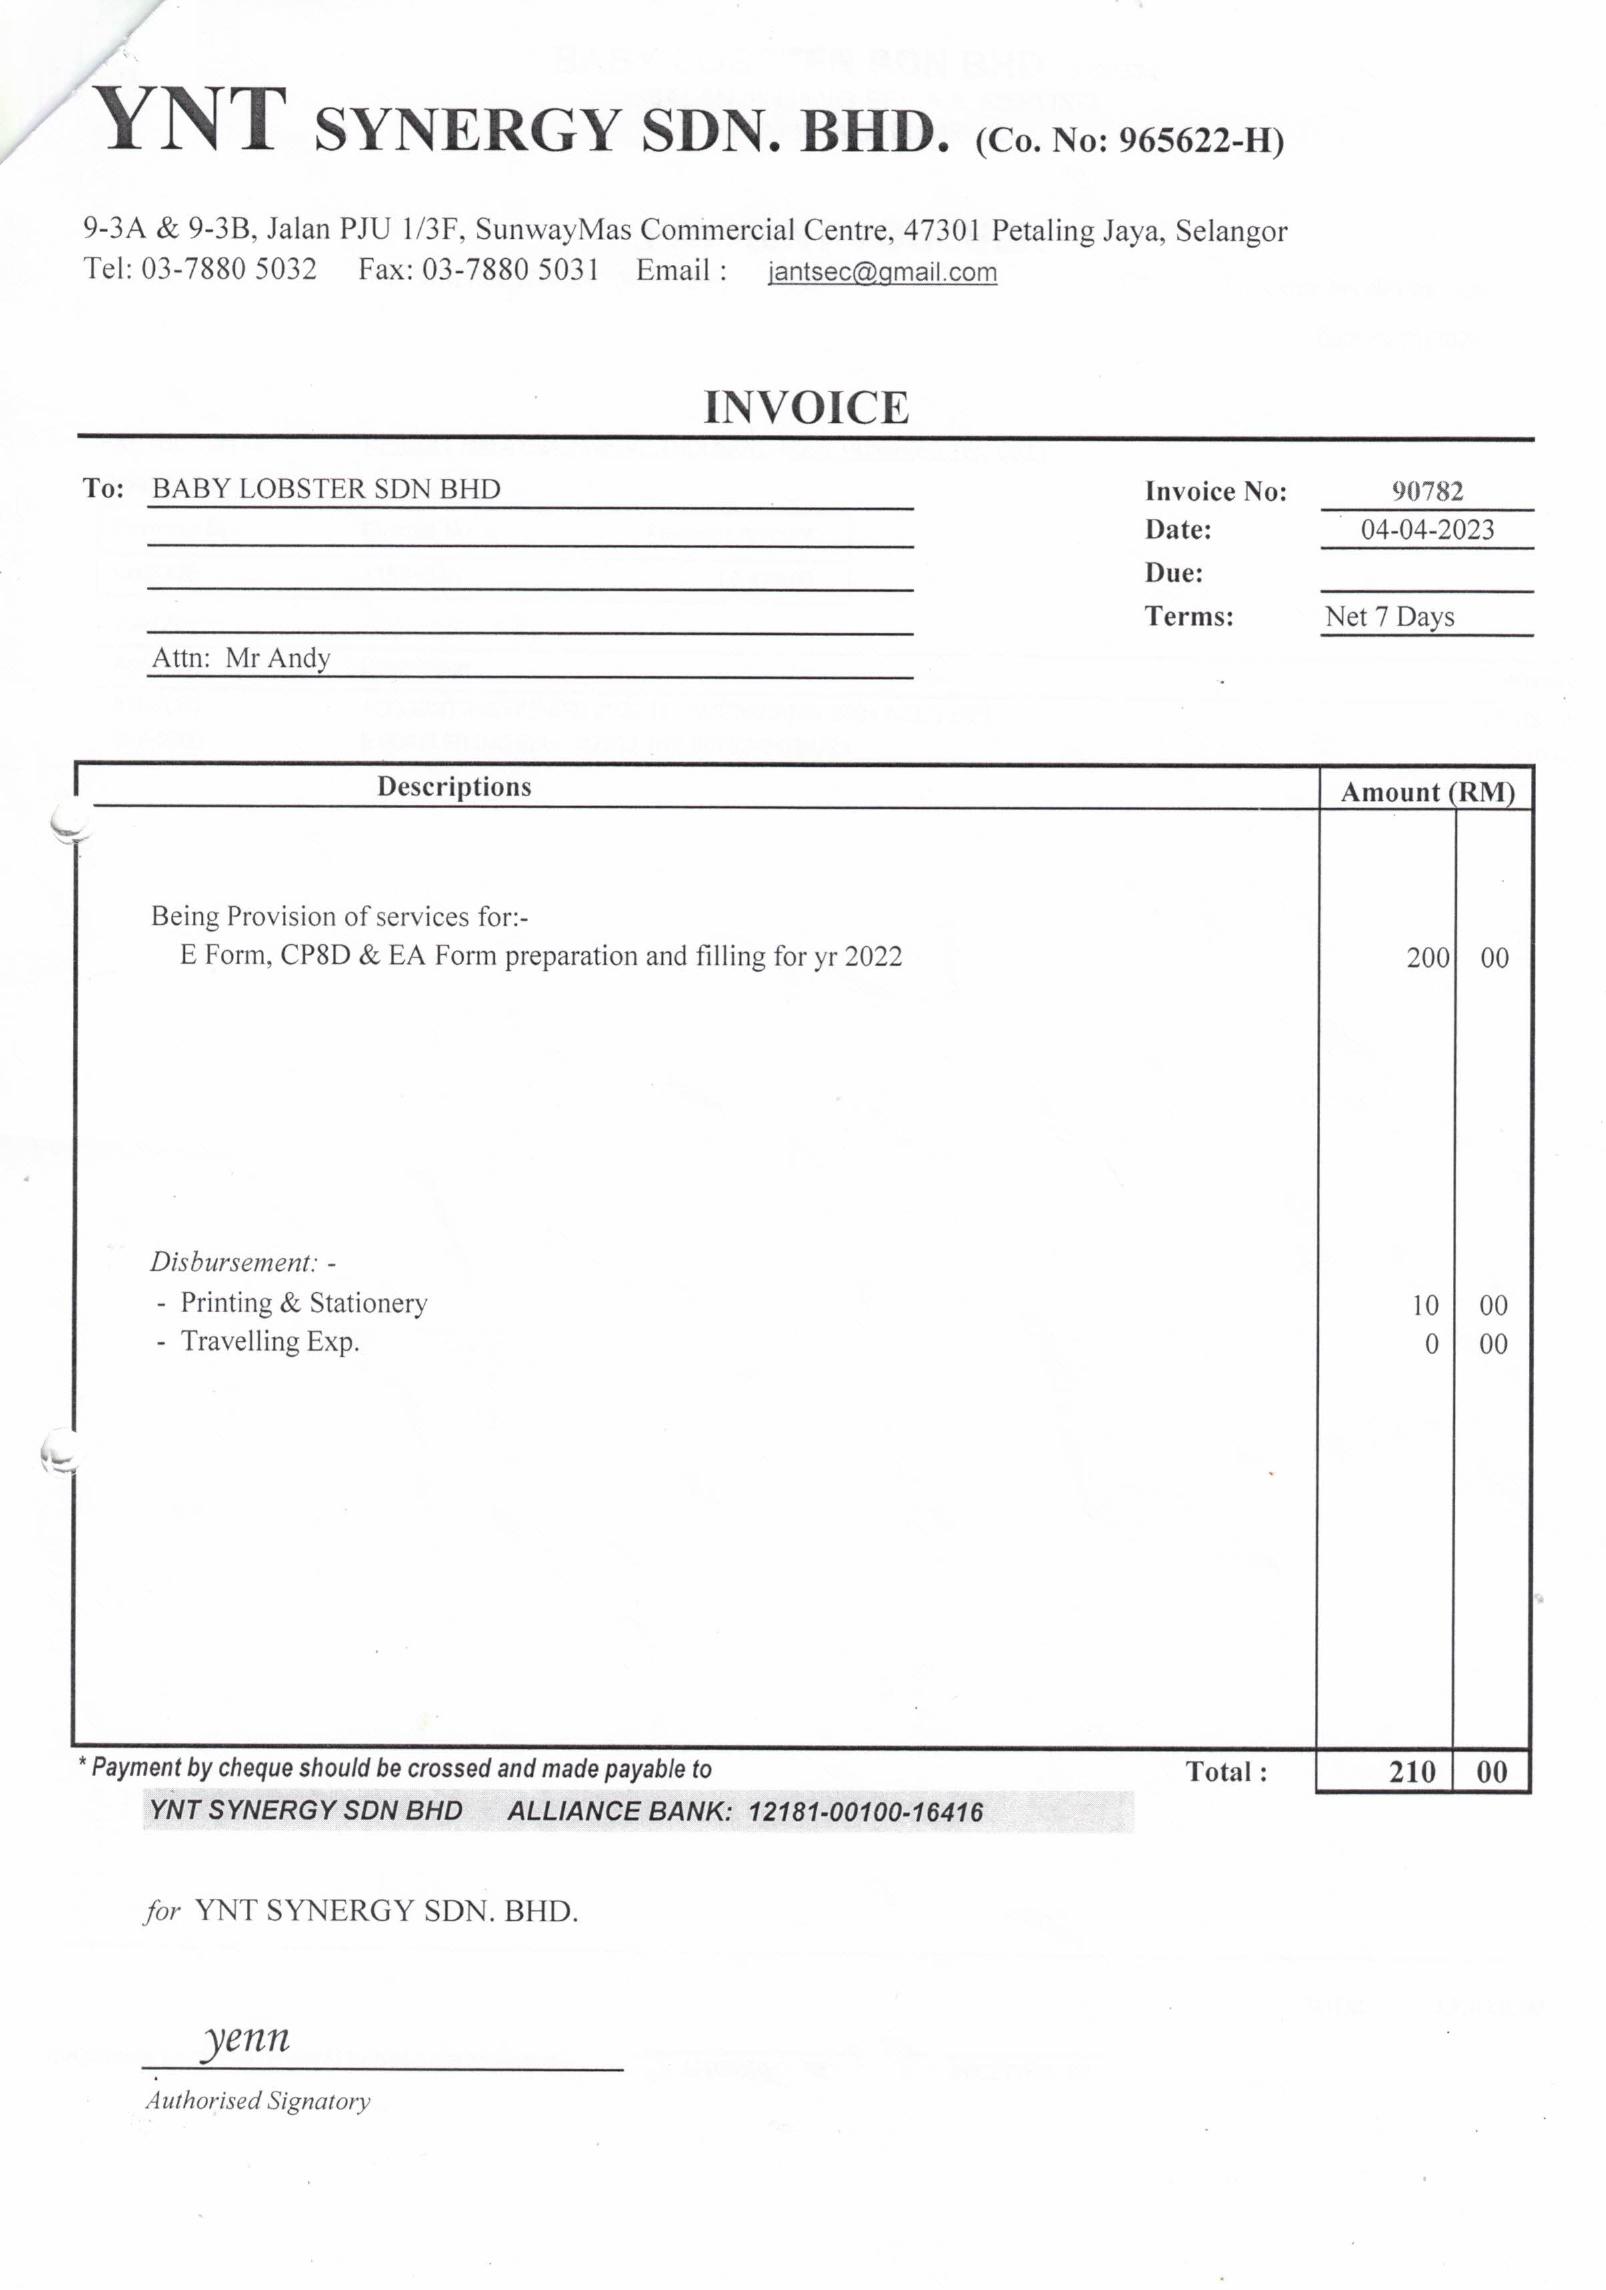 YNT SYNERGY SDN. BHD. (Co. No: 965622-H)
9-3A & 9-3B, Jalan PJU 1/3F, SunwayMas Commercial Centre, 47301 Petaling Jaya, Selangor
Tel: 03-7880 5032 Fax: 03-7880 5031 Email : jantsec@gmail.com
INVOICE
To: BABY LOBSTER SDN BHD Invoice No: 90782
Date: 04-04-2023
Due:
Terms: Net 7 Days
Attn: Mr Andy
Descriptions Amount (RM)
Being Provision of services for:-
E Form, CP8D & EA Form preparation and filling for yr 2022 200 00
Disbursement: -
- Printing & Stationery 10 00
- Travelling Exp. 0 00
* Payment by cheque should be crossed and made payable to Total : 210 00
YNT SYNERGY SDN BHD ALLIANCE BANK: 12181-00100-16416
for YNT SYNERGY SDN. BHD.
yenn
Authorised Signatory